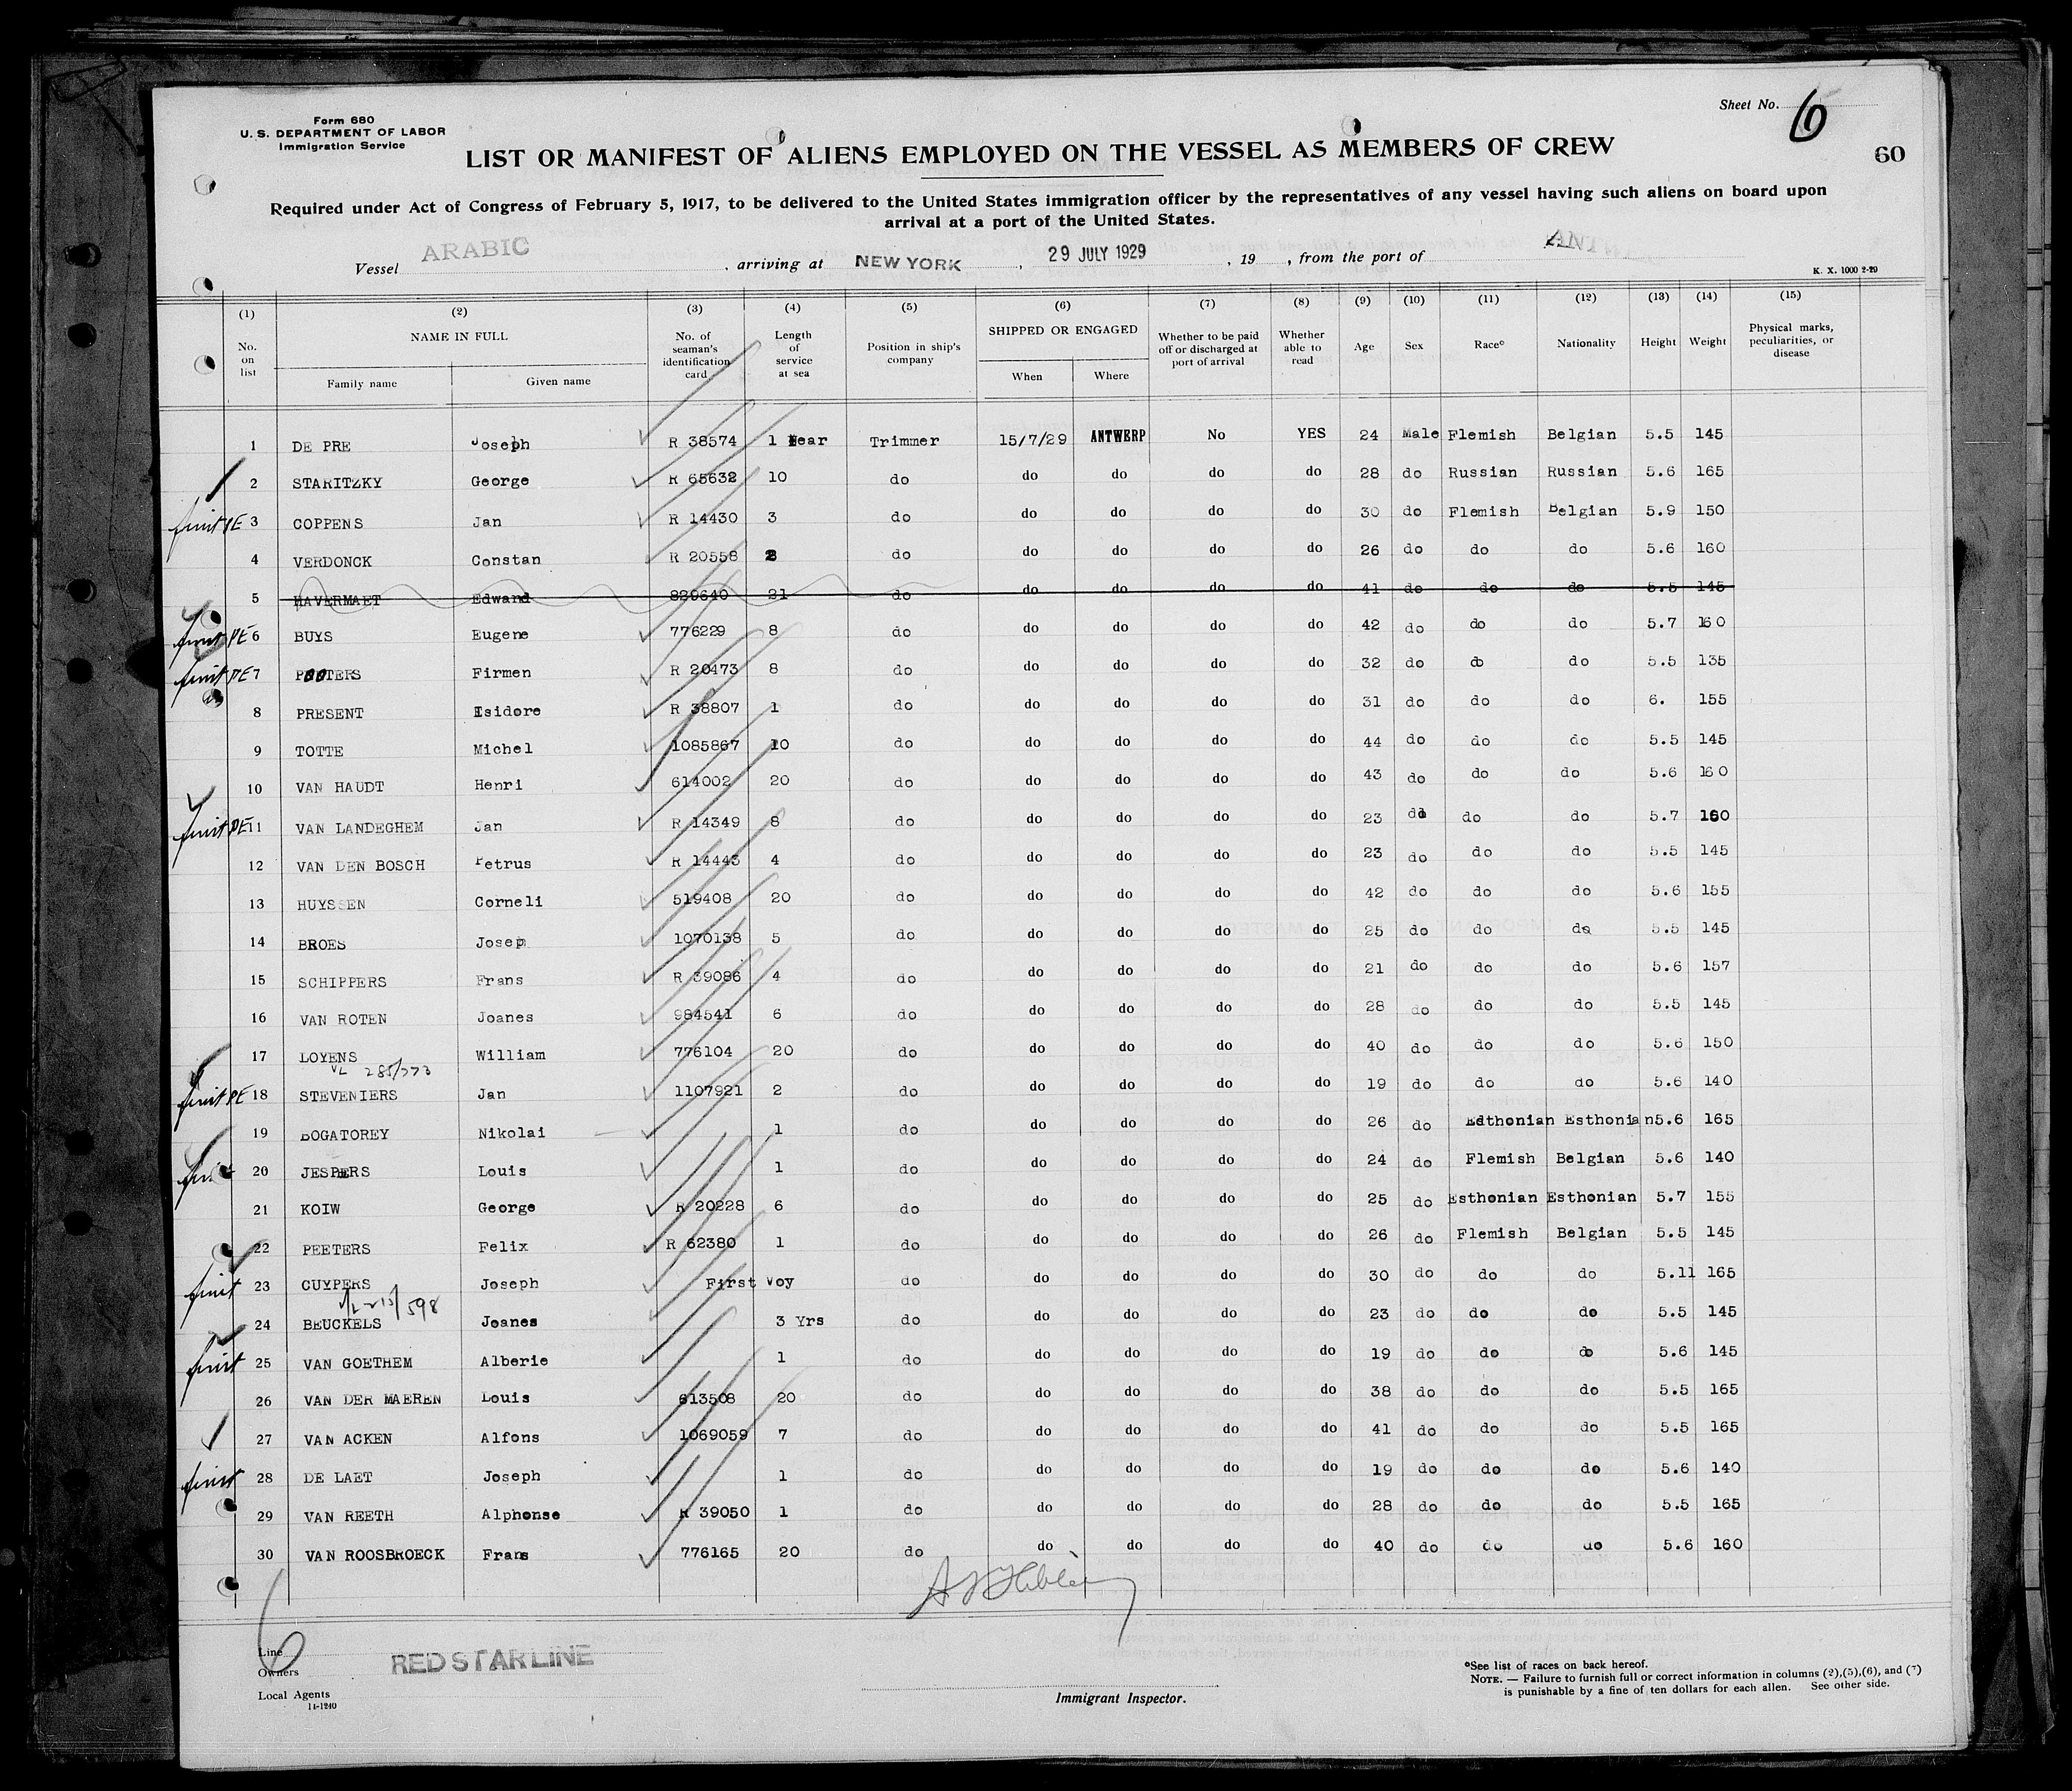 Form 680
U. S. DEPARTMENT OF LABOR
Immigration Service
Sheet No. 6
LIST OR MANIFEST OF ALIENS EMPLOYED ON THE VESSEL AS MEMBERS OF CREW
60
Required under Act of Congress of February 5, 1917, to be delivered to the United States immigration officer by the representatives of any vessel having such aliens on board upon
arrival at a port of the United States.
Vessel ARABIC, arriving at NEW YORK, 29 JULY 1929, 19 , from the port of
K. X. 1000 2-29
(1) (2) (3) (4) (5) (6) (7) (8) (9) (10) (11) (12) (13) (14) (15)
No. on list NAME IN FULL Family name Given name No. of seaman's identification card Length of service at sea Position in ship's company SHIPPED OR ENGAGED When Where Whether to be paid off or discharged at port of arrival Whether able to read Age Sex Race° Nationality Height Weight Physical marks, peculiarities, or disease
1 DE PRE Joseph R 38574 1 Year Trimmer 15/7/29 ANTWERP No YES 24 Male Flemish Belgian 5.5 145
2 STARITZKY George R 65632 10 do do do do do 28 do Russian Russian 5.6 165
3 COPPENS Jan R 14430 3 do do do do do 30 do Flemish Belgian 5.9 150
4 VERDONCK Constan R 20558 2 do do do do do 26 do do do 5.6 160
5 HAVERMAET Edward 829640 21 do do do do do 41 do do do 5.5 145
6 BUYS Eugene 776229 8 do do do do do 42 do do do 5.7 160
7 PEETERS Firmen R 20473 8 do do do do do 32 do do do 5.5 135
8 PRESENT Isidore R 38807 1 do do do do do 31 do do do 6. 155
9 TOTTE Michel 1085867 10 do do do do do 44 do do do 5.5 145
10 VAN HAUDT Henri 614002 20 do do do do do 43 do do do 5.6 160
11 VAN LANDEGHEM Jan R 14349 8 do do do do do 23 do do do 5.7 160
12 VAN DEN BOSCH Petrus R 14443 4 do do do do do 23 do do do 5.5 145
13 HUYSSEN Corneli 519408 20 do do do do do 42 do do do 5.6 155
14 BROES Josep 1070138 5 do do do do do 25 do do do 5.5 145
15 SCHIPPERS Frans R 39086 4 do do do do do 21 do do do 5.6 157
16 VAN ROTEN Joanes 984541 6 do do do do do 28 do do do 5.5 145
17 LOYENS William 776104 20 do do do do do 40 do do do 5.6 150
VL 285/773
18 STEVENIERS Jan 1107921 2 do do do do do 19 do do do 5.6 140
19 BOGATOREY Nikolai 1 do do do do do 26 do Edthonian Esthonian 5.6 165
20 JESPERS Louis 1 do do do do do 24 do Flemish Belgian 5.6 140
21 KOIW George R 20228 6 do do do do do 25 do Esthonian Esthonian 5.7 155
22 PEETERS Felix R 62380 1 do do do do do 26 do Flemish Belgian 5.5 145
23 CUYPERS Joseph First Voy do do do do do 30 do do do 5.11 165
24 BEUCKELS Joanes 3 Yrs do do do do do 23 do do do 5.5 145
25 VAN GOETHEM Alberie 1 do do do do do 19 do do do 5.6 145
26 VAN DER MAEREN Louis 613508 20 do do do do do 38 do do do 5.5 165
27 VAN ACKEN Alfons 1069059 7 do do do do do 41 do do do 5.5 165
28 DE LAET Joseph 1 do do do do do 19 do do do 5.6 140
29 VAN REETH Alphonse R 39050 1 do do do do do 28 do do do 5.5 165
30 VAN ROOSBROECK Frans 776165 20 do do do do do 40 do do do 5.6 160
6
Line
Owners RED STAR LINE
Local Agents
14-1240
Immigrant Inspector.
°See list of races on back hereof.
NOTE. — Failure to furnish full or correct information in columns (2),(5),(6), and (7)
is punishable by a fine of ten dollars for each alien. See other side.